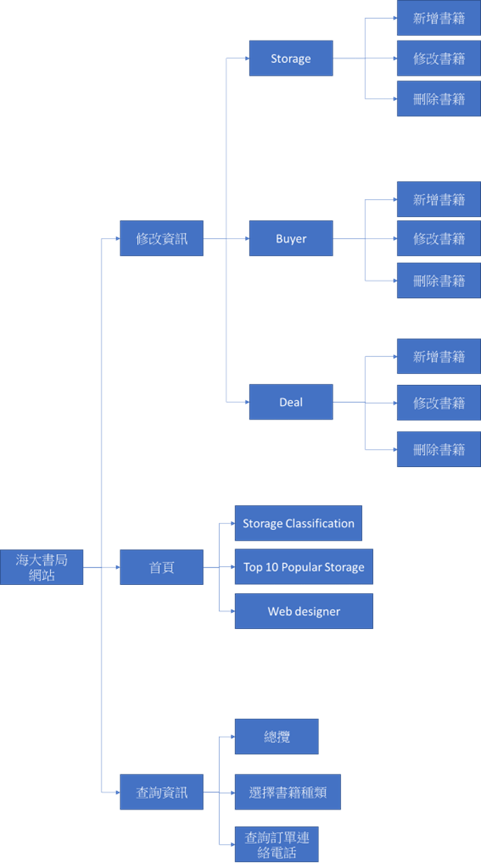 新增書籍
Storage
修改書籍
刪除書籍
新增書籍
修改資訊
Buyer
修改書籍
刪除書籍
新增書籍
Deal
修改書籍
刪除書籍
Storage Classification
海大書局
網站
首頁
Top 10 Popular Storage
Web designer
總攬
查詢資訊
選擇書籍種類
查詢訂單連
絡電話